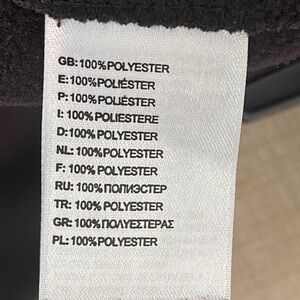 GB: 100% POLYESTER
E: 100% POLIÉSTER
P: 100% POLIÉSTER
I: 100% POLIESTERE
D: 100% POLYESTER
NL: 100% POLYESTER
F: 100% POLYESTER
RU: 100% ПОПИЭСТЕР
TR: 100% POLYESTER
GR: 100% ΠΟΛΥΕΣΤΕΡΑΣ
PL: 100% POLYESTER